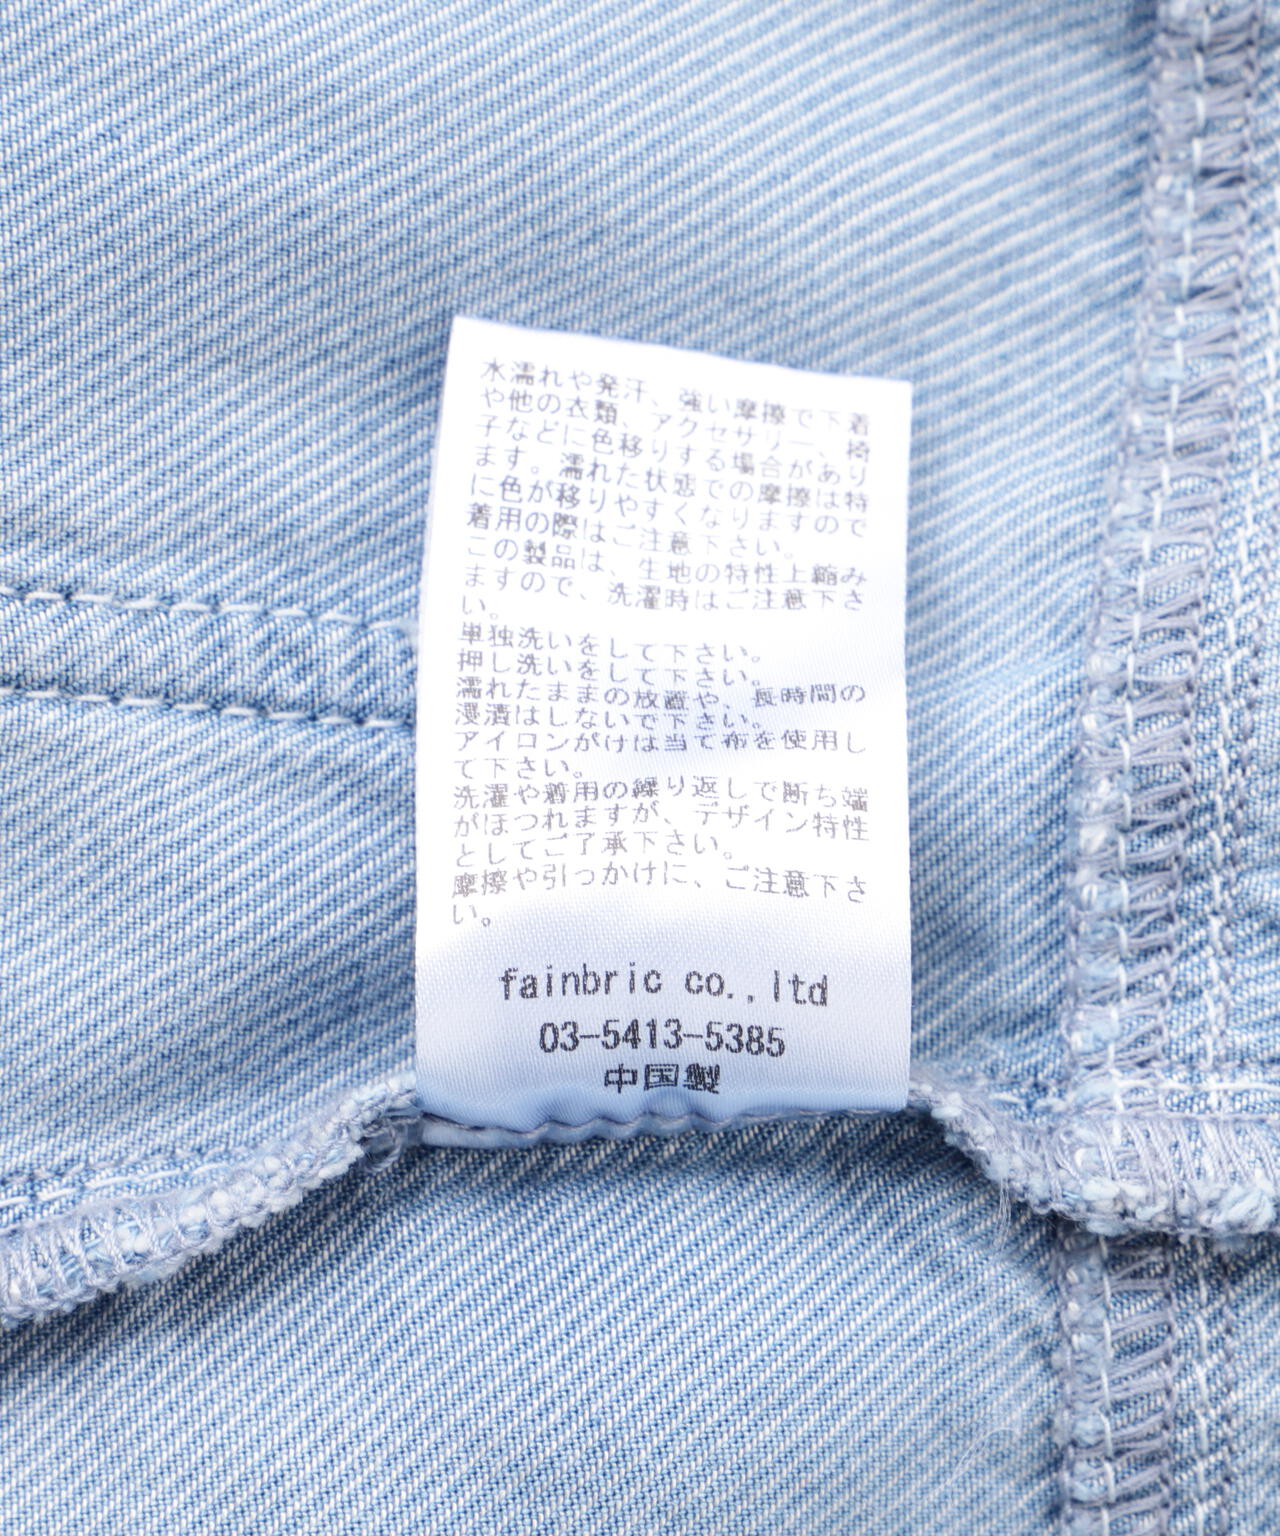 水濡れや発汗、強い摩擦で下着
や他の衣類、アクセサリー、椅
子などに色移りする場合があり
ます。濡れた状態での摩擦は特
に色が移りやすくなりますので
着用の際はご注意下さい。
この製品は、生地の特性上縮み
ますので、洗濯時はご注意下さ
い。
単独洗いをして下さい。
押し洗いをして下さい。
濡れたままの放置や、長時間の
浸漬はしないで下さい。
アイロンがけは当て布を使用し
て下さい。
洗濯や着用の繰り返しで断ち端
がほつれますが、デザイン特性
としてご了承下さい。
摩擦や引っかけに、ご注意下さ
い。
fainbric co.,ltd
03-5413-5385
中国製